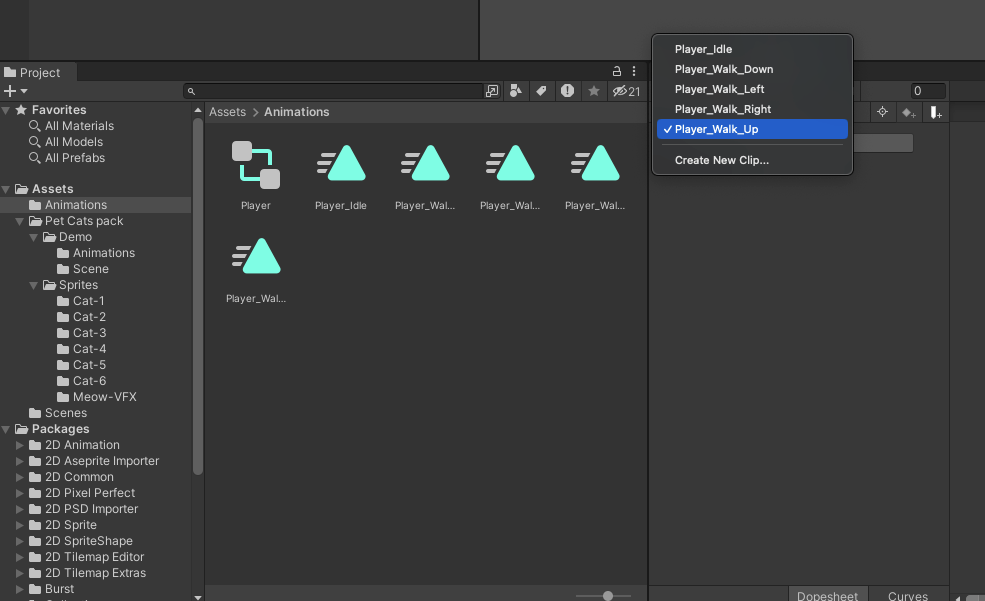 Project
21
Favorites
All Materials
All Models
All Prefabs
Assets
Animations
Pet Cats pack
Demo
Animations
Scene
Sprites
Cat-1
Cat-2
Cat-3
Cat-4
Cat-5
Cat-6
Meow-VFX
Scenes
Packages
2D Animation
2D Aseprite Importer
2D Common
2D Pixel Perfect
2D PSD Importer
2D Sprite
2D SpriteShape
2D Tilemap Editor
2D Tilemap Extras
Burst
Assets > Animations
Player
Player_Idle
Player_Wal...
Player_Wal...
Player_Wal...
Player_Wal...
Player_Idle
Player_Walk_Down
Player_Walk_Left
Player_Walk_Right
✓ Player_Walk_Up
Create New Clip...
0
Dopesheet
Curves